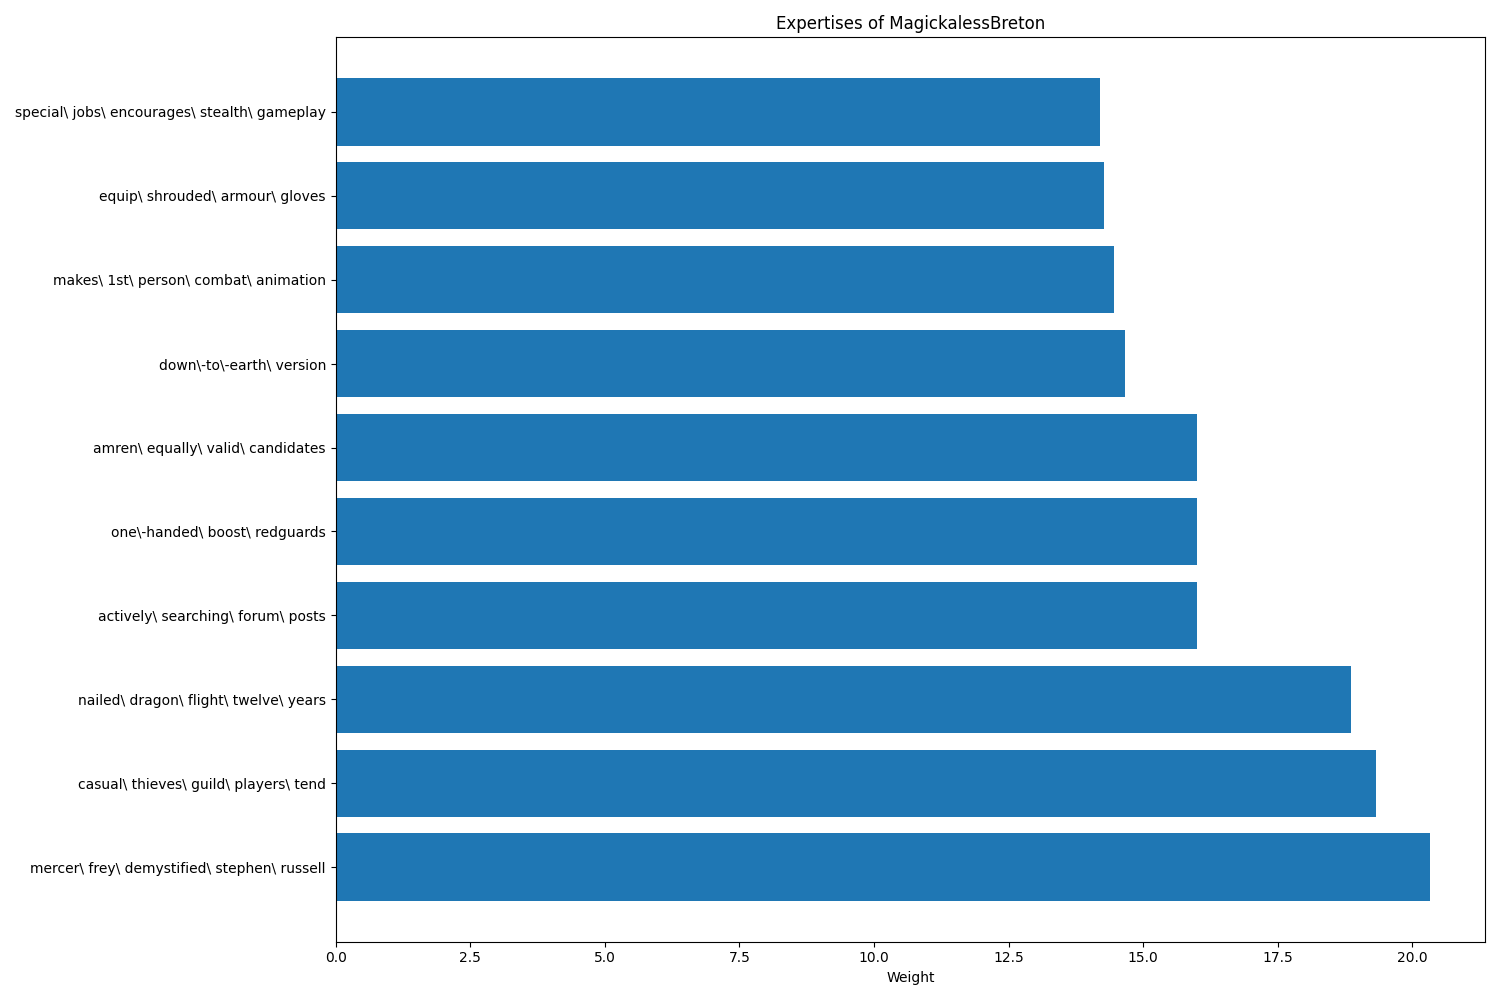 Expertises of MagickalessBreton
special\ jobs\ encourages\ stealth\ gameplay
equip\ shrouded\ armour\ gloves
makes\ 1st\ person\ combat\ animation
down\-to\-earth\ version
amren\ equally\ valid\ candidates
one\-handed\ boost\ redguards
actively\ searching\ forum\ posts
nailed\ dragon\ flight\ twelve\ years
casual\ thieves\ guild\ players\ tend
mercer\ frey\ demystified\ stephen\ russell
0.0 2.5 5.0 7.5 10.0 12.5 15.0 17.5 20.0
Weight